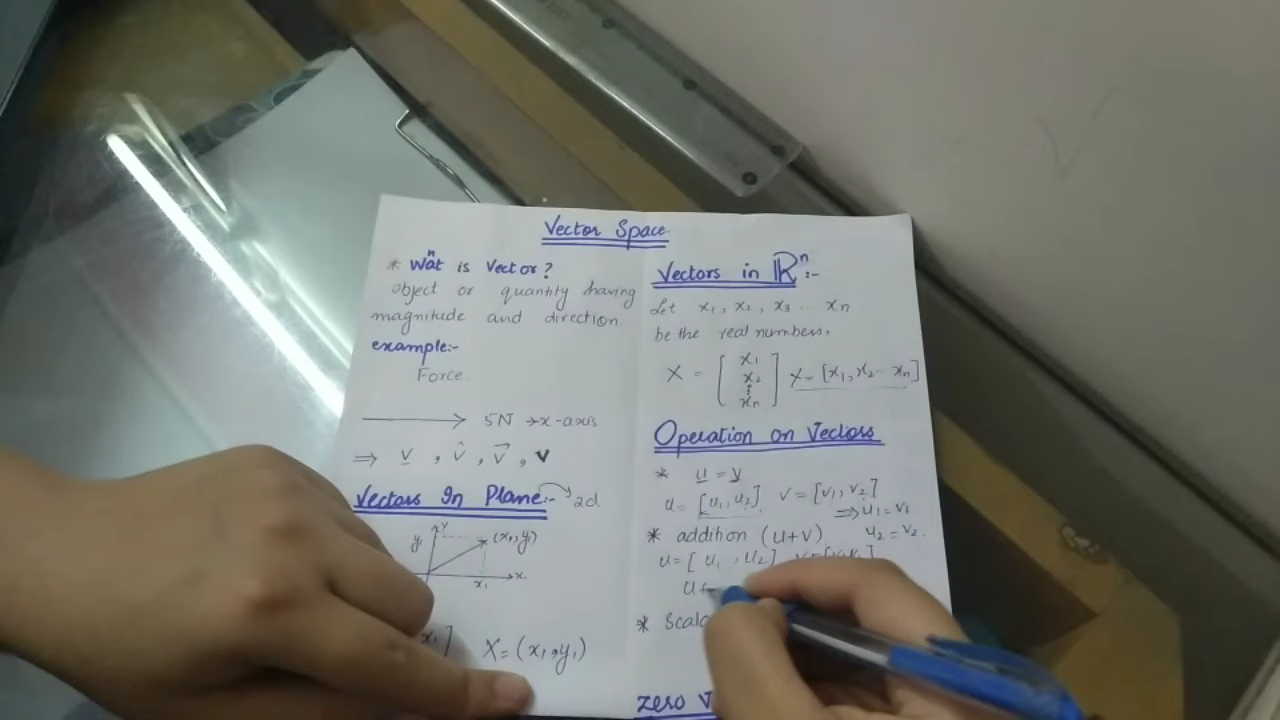 Vector Space
* Wat is Vector?
object or quantity having
magnitude and direction.
example:-
Force
5N → x-axis
⇒ v, v̂, v⃗, v
Vectors In Plane:- 2d
y
y₁ (x₁, y₁)
x₁ x
x₁] X = (x₁, y₁)
Vectors in ℝⁿ:-
Let x₁, x₂, x₃ .. xₙ
be the real numbers,
X = [x₁ x₂ ⋮ xₙ] X = [x₁, x₂ -- xₙ]
Operation on Vectors
* u = v
u = [u₁, u₂] v = [v₁, v₂]
⇒ u₁ = v₁
* addition (u+v) u₂ = v₂.
u = [u₁, u₂]
u+
* Scala
zero V